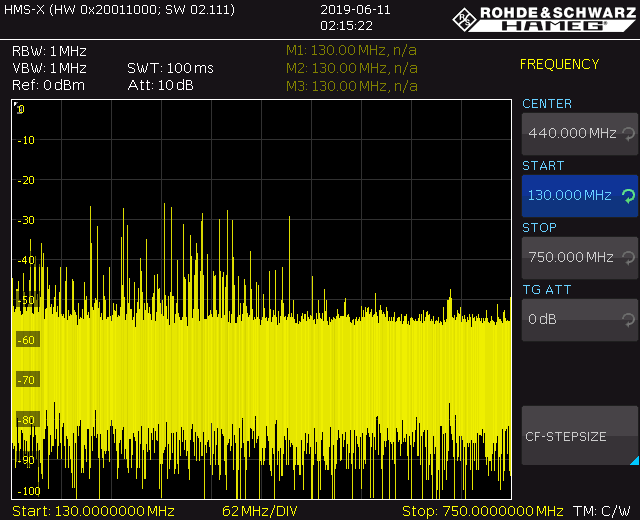 HMS-X (HW 0x20011000; SW 02.111)
2019-06-11
02:15:22
ROHDE&SCHWARZ
HAMEG
RBW: 1 MHz
VBW: 1 MHz
SWT: 100 ms
Ref: 0 dBm
Att: 10 dB
M1: 130.00 MHz, n/a
M2: 130.00 MHz, n/a
M3: 130.00 MHz, n/a
FREQUENCY
CENTER
440.000 MHz
START
130.000 MHz
STOP
750.000 MHz
TG ATT
0 dB
CF-STEPSIZE
0
-10
-20
-30
-40
-50
-60
-70
-80
-90
-100
Start: 130.0000000 MHz
62 MHz/DIV
Stop: 750.0000000 MHz
TM: C/W